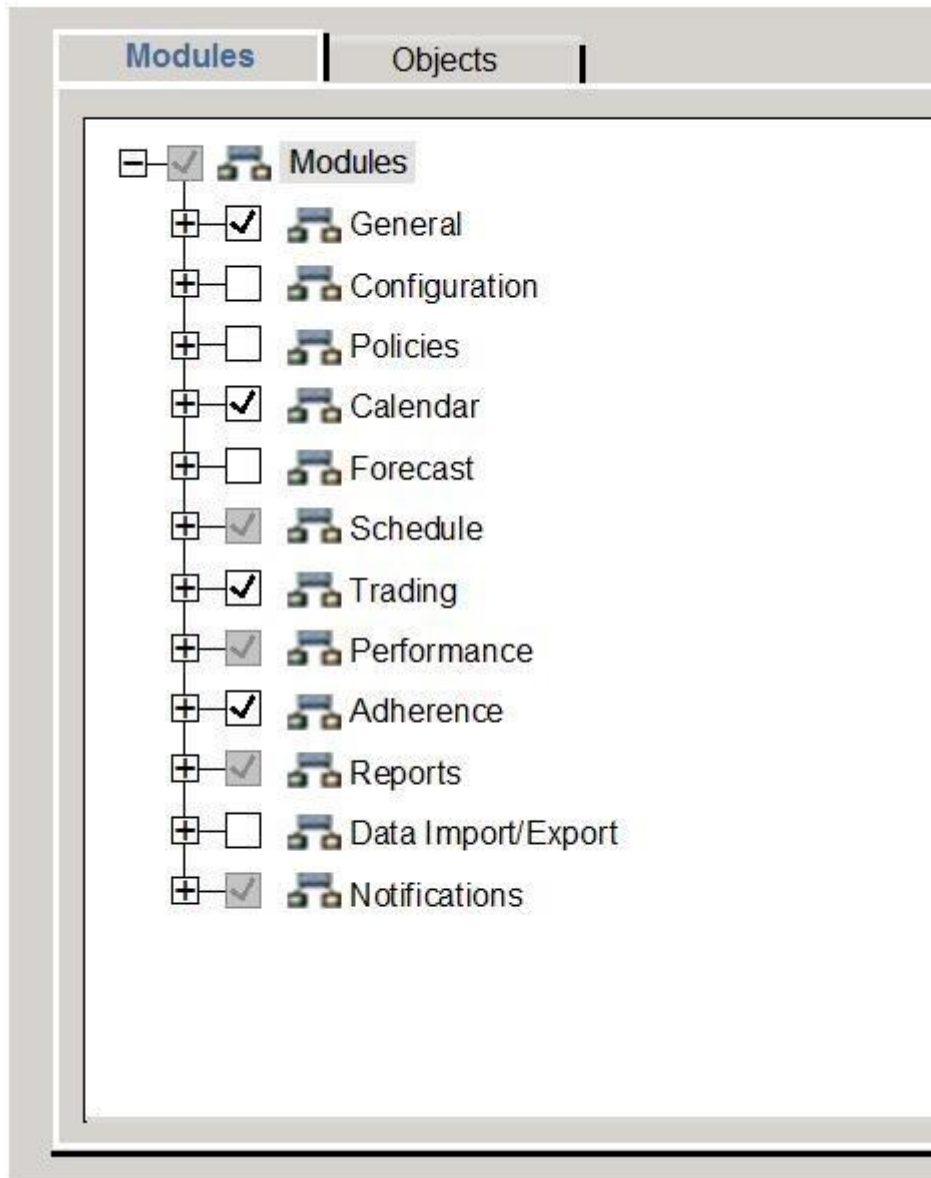 Modules Objects
Modules
General
Configuration
Policies
Calendar
Forecast
Schedule
Trading
Performance
Adherence
Reports
Data Import/Export
Notifications